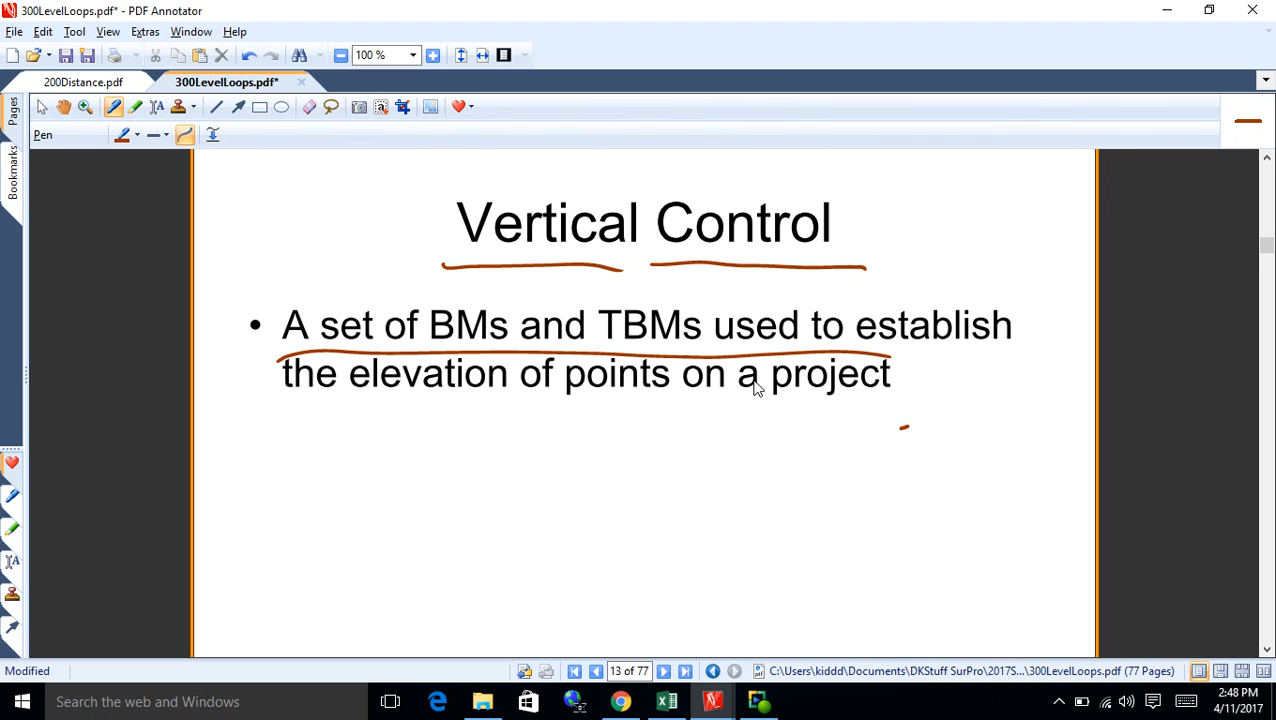 300LevelLoops.pdf* - PDF Annotator
File Edit Tool View Extras Window Help
100 %
200Distance.pdf 300LevelLoops.pdf*
Pages
Bookmarks
Pen
Vertical Control
• A set of BMs and TBMs used to establish
the elevation of points on a project
Modified
13 of 77
C:\Users\kiddd\Documents\DKStuff SurPro\2017S...\300LevelLoops.pdf (77 Pages)
Search the web and Windows
2:48 PM
4/11/2017